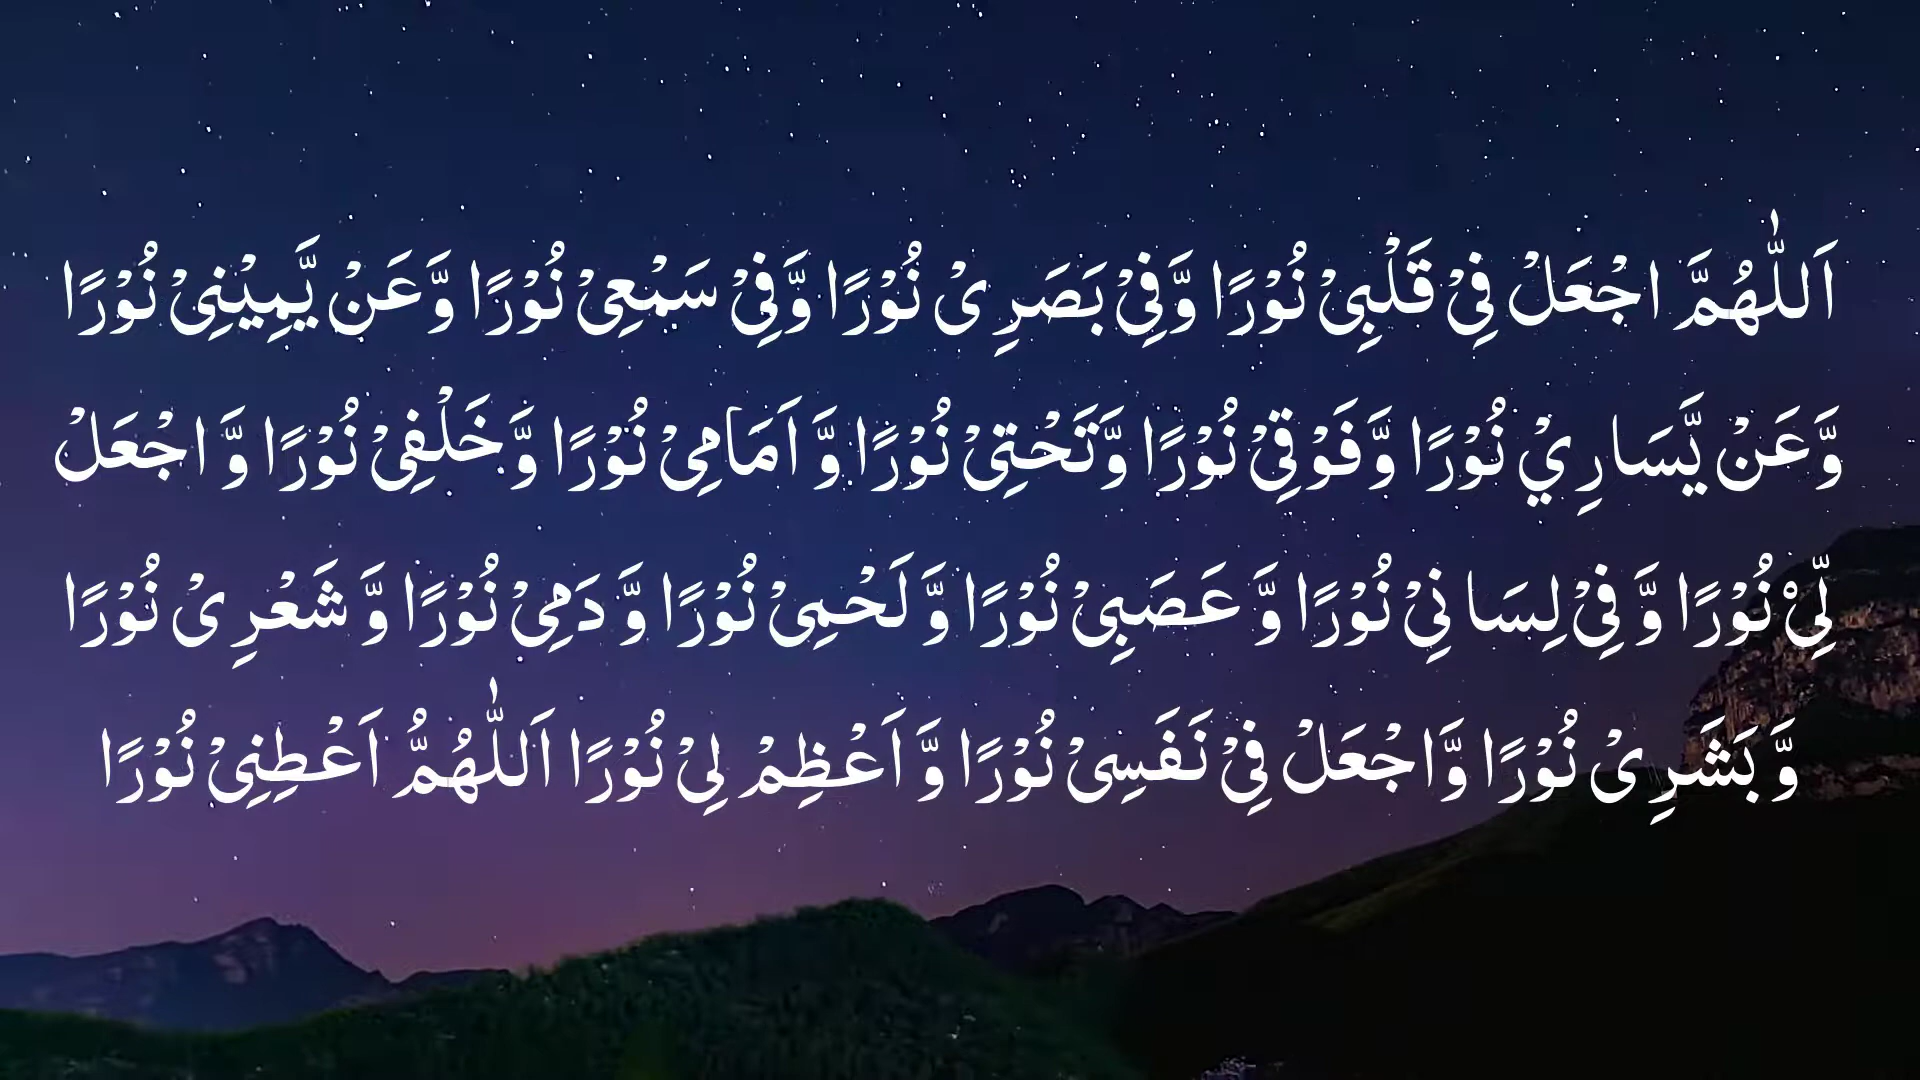 اَللّٰهُمَّ اجْعَلْ فِیْ قَلْبِیْ نُوْرًا وَّفِیْ بَصَرِیْ نُوْرًا وَّفِیْ سَمْعِیْ نُوْرًا وَّعَنْ یَّمِیْنِیْ نُوْرًا
وَّعَنْ یَّسَارِيْ نُوْرًا وَّفَوْقِیْ نُوْرًا وَّتَحْتِیْ نُوْرًا وَّ اَمَامِیْ نُوْرًا وَّخَلْفِیْ نُوْرًا وَّ اجْعَلْ
لِّیْ نُوْرًا وَّ فِیْ لِسَانِیْ نُوْرًا وَّ عَصَبِیْ نُوْرًا وَّ لَحْمِیْ نُوْرًا وَّ دَمِیْ نُوْرًا وَّ شَعْرِیْ نُوْرًا
وَّ بَشَرِیْ نُوْرًا وَّاجْعَلْ فِیْ نَفَسِیْ نُوْرًا وَّ اَعْظِمْ لِیْ نُوْرًا اَللّٰهُمُّ اَعْطِنِیْ نُوْرًا